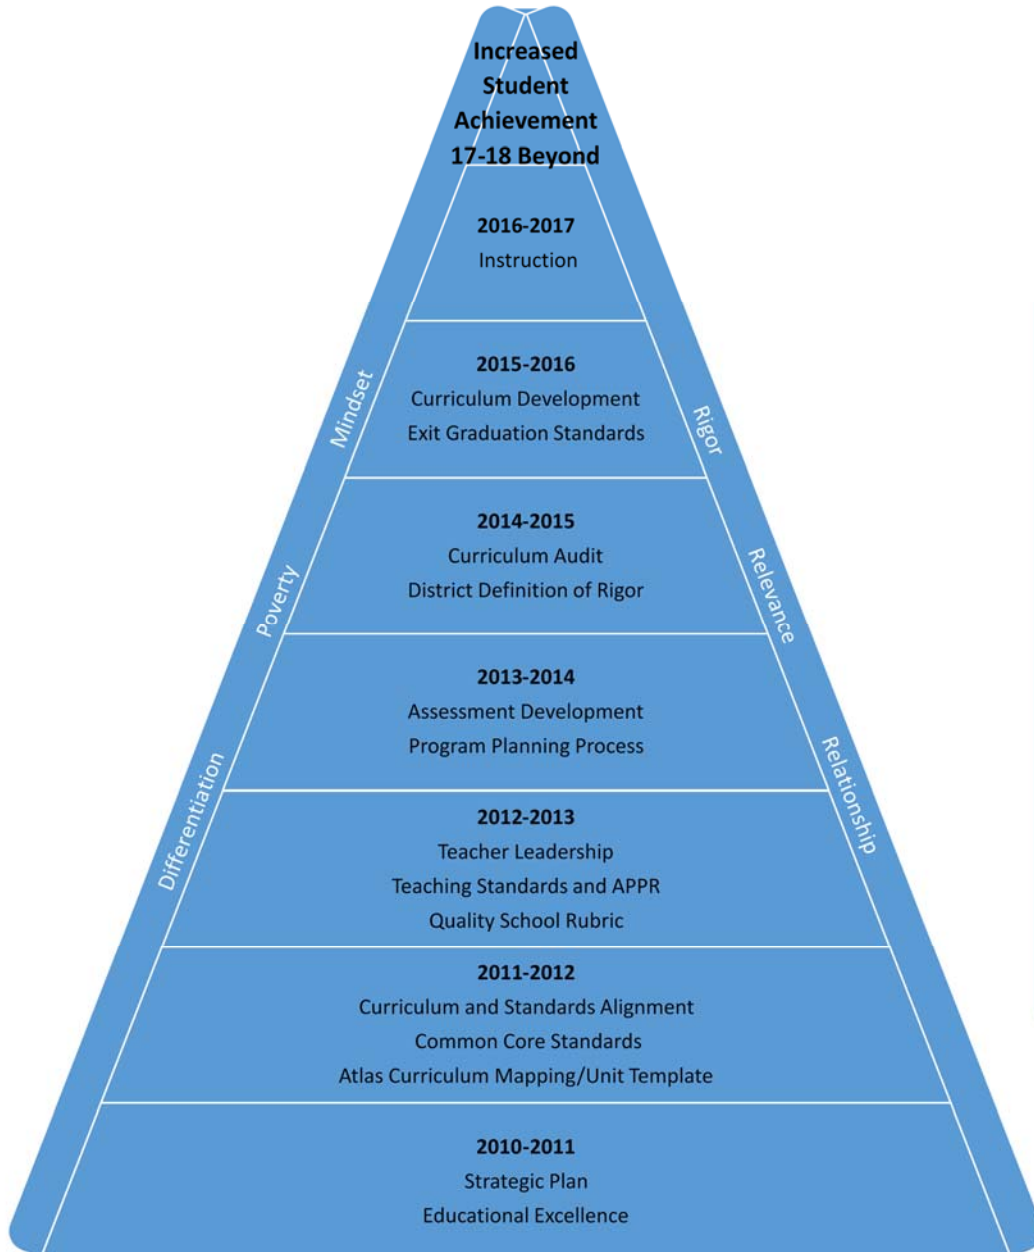 Increased
Student
Achievement
17-18 Beyond
2016-2017
Instruction
2015-2016
Curriculum Development
Exit Graduation Standards
2014-2015
Curriculum Audit
District Definition of Rigor
2013-2014
Assessment Development
Program Planning Process
2012-2013
Teacher Leadership
Teaching Standards and APPR
Quality School Rubric
2011-2012
Curriculum and Standards Alignment
Common Core Standards
Atlas Curriculum Mapping/Unit Template
2010-2011
Strategic Plan
Educational Excellence
Mindset
Poverty
Differentiation
Rigor
Relevance
Relationship